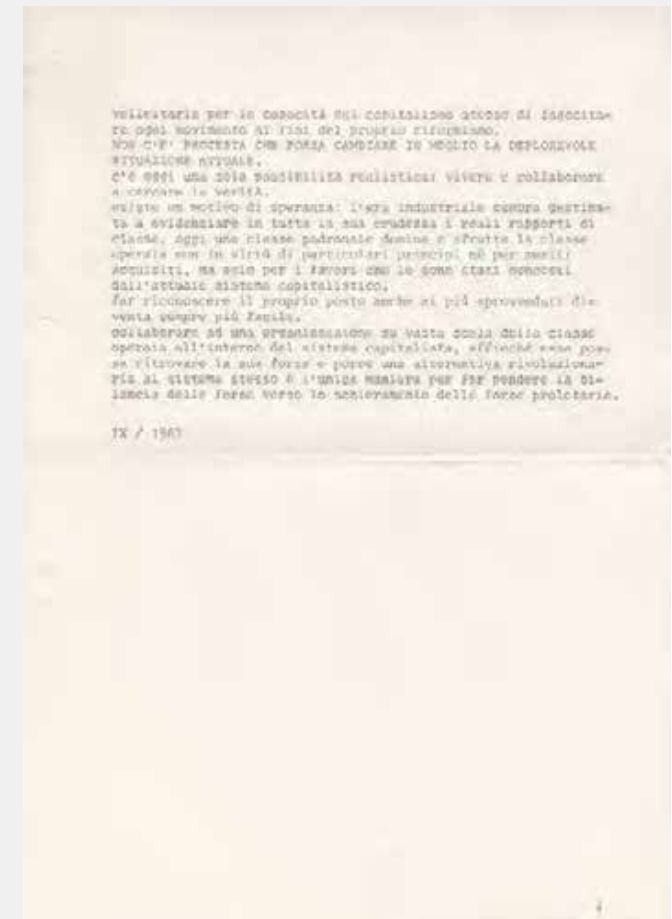 velleitaria per la capacità del capitalismo stesso di fagocita=
re ogni movimento ai fini del proprio riformismo.
NON C'E' PROTESTA CHE POSSA CAMBIARE IN MEGLIO LA DEPLOREVOLE
SITUAZIONE ATTUALE.
c'è oggi una sola possibilità realistica: vivere e collaborare
a cercare la verità.
esiste un motivo di speranza: l'era industriale sempre destina=
ta a evidenziare in tutta la sua crudezza i reali rapporti di
classe. oggi una classe padronale domina e sfrutta la classe
operaia non in virtù di particolari principi nè per meriti
acquisiti, ma solo per i favori che le sono stati concessi
dall'attuale sistema capitalistico.
far riconoscere il proprio posto anche ai più sprovveduti di=
venta sempre più facile.
collaborare ad una organizzazione su vasta scala della classe
operaia all'interno del sistema capitalista, affinchè essa pos=
sa ritrovare la sua forza e porre una alternativa rivoluziona=
ria al sistema stesso è l'unica maniera per far pendere la bi=
lancia delle forze verso lo schieramento delle forze proletarie.
IX / 1967